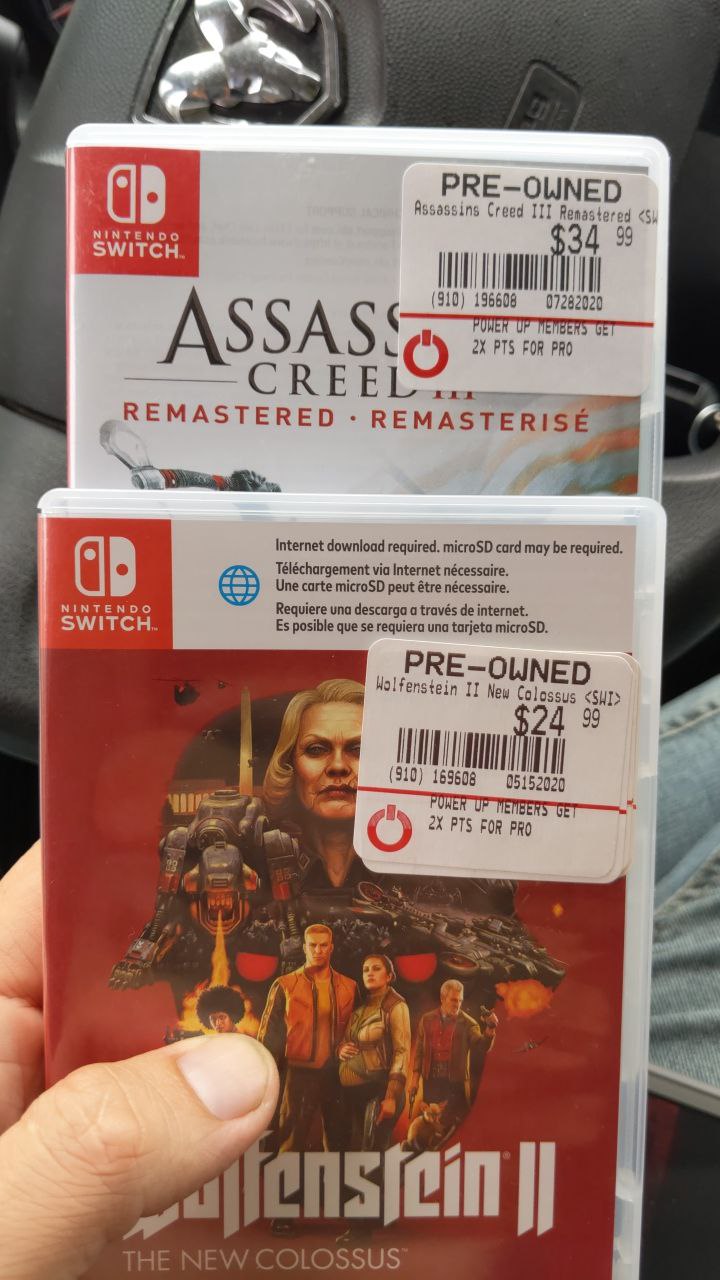 NINTENDO
SWITCH™
PRE-OWNED
Assassins Creed III Remastered <SW
$34 99
(910) 196608 07282020
POWER UP MEMBERS GET
2X PTS FOR PRO
ASSASS
CREED III
REMASTERED · REMASTERISÉ
NINTENDO
SWITCH™
Internet download required. microSD card may be required.
Téléchargement via Internet nécessaire.
Une carte microSD peut être nécessaire.
Requiere una descarga a través de internet.
Es posible que se requiera una tarjeta microSD.
PRE-OWNED
Wolfenstein II New Colossus <SWI>
$24 99
(910) 169608 05152020
POWER UP MEMBERS GET
2X PTS FOR PRO
Wolfenstein® II
THE NEW COLOSSUS™